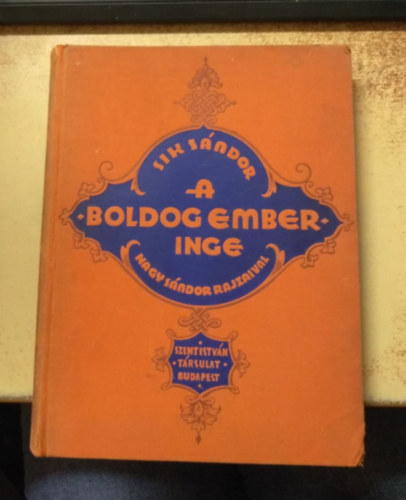 SIK SÁNDOR
A
BOLDOG EMBER
INGE
NAGY SÁNDOR RAJZAIVAL
SZENT ISTVÁN
TÁRSULAT
BUDAPEST